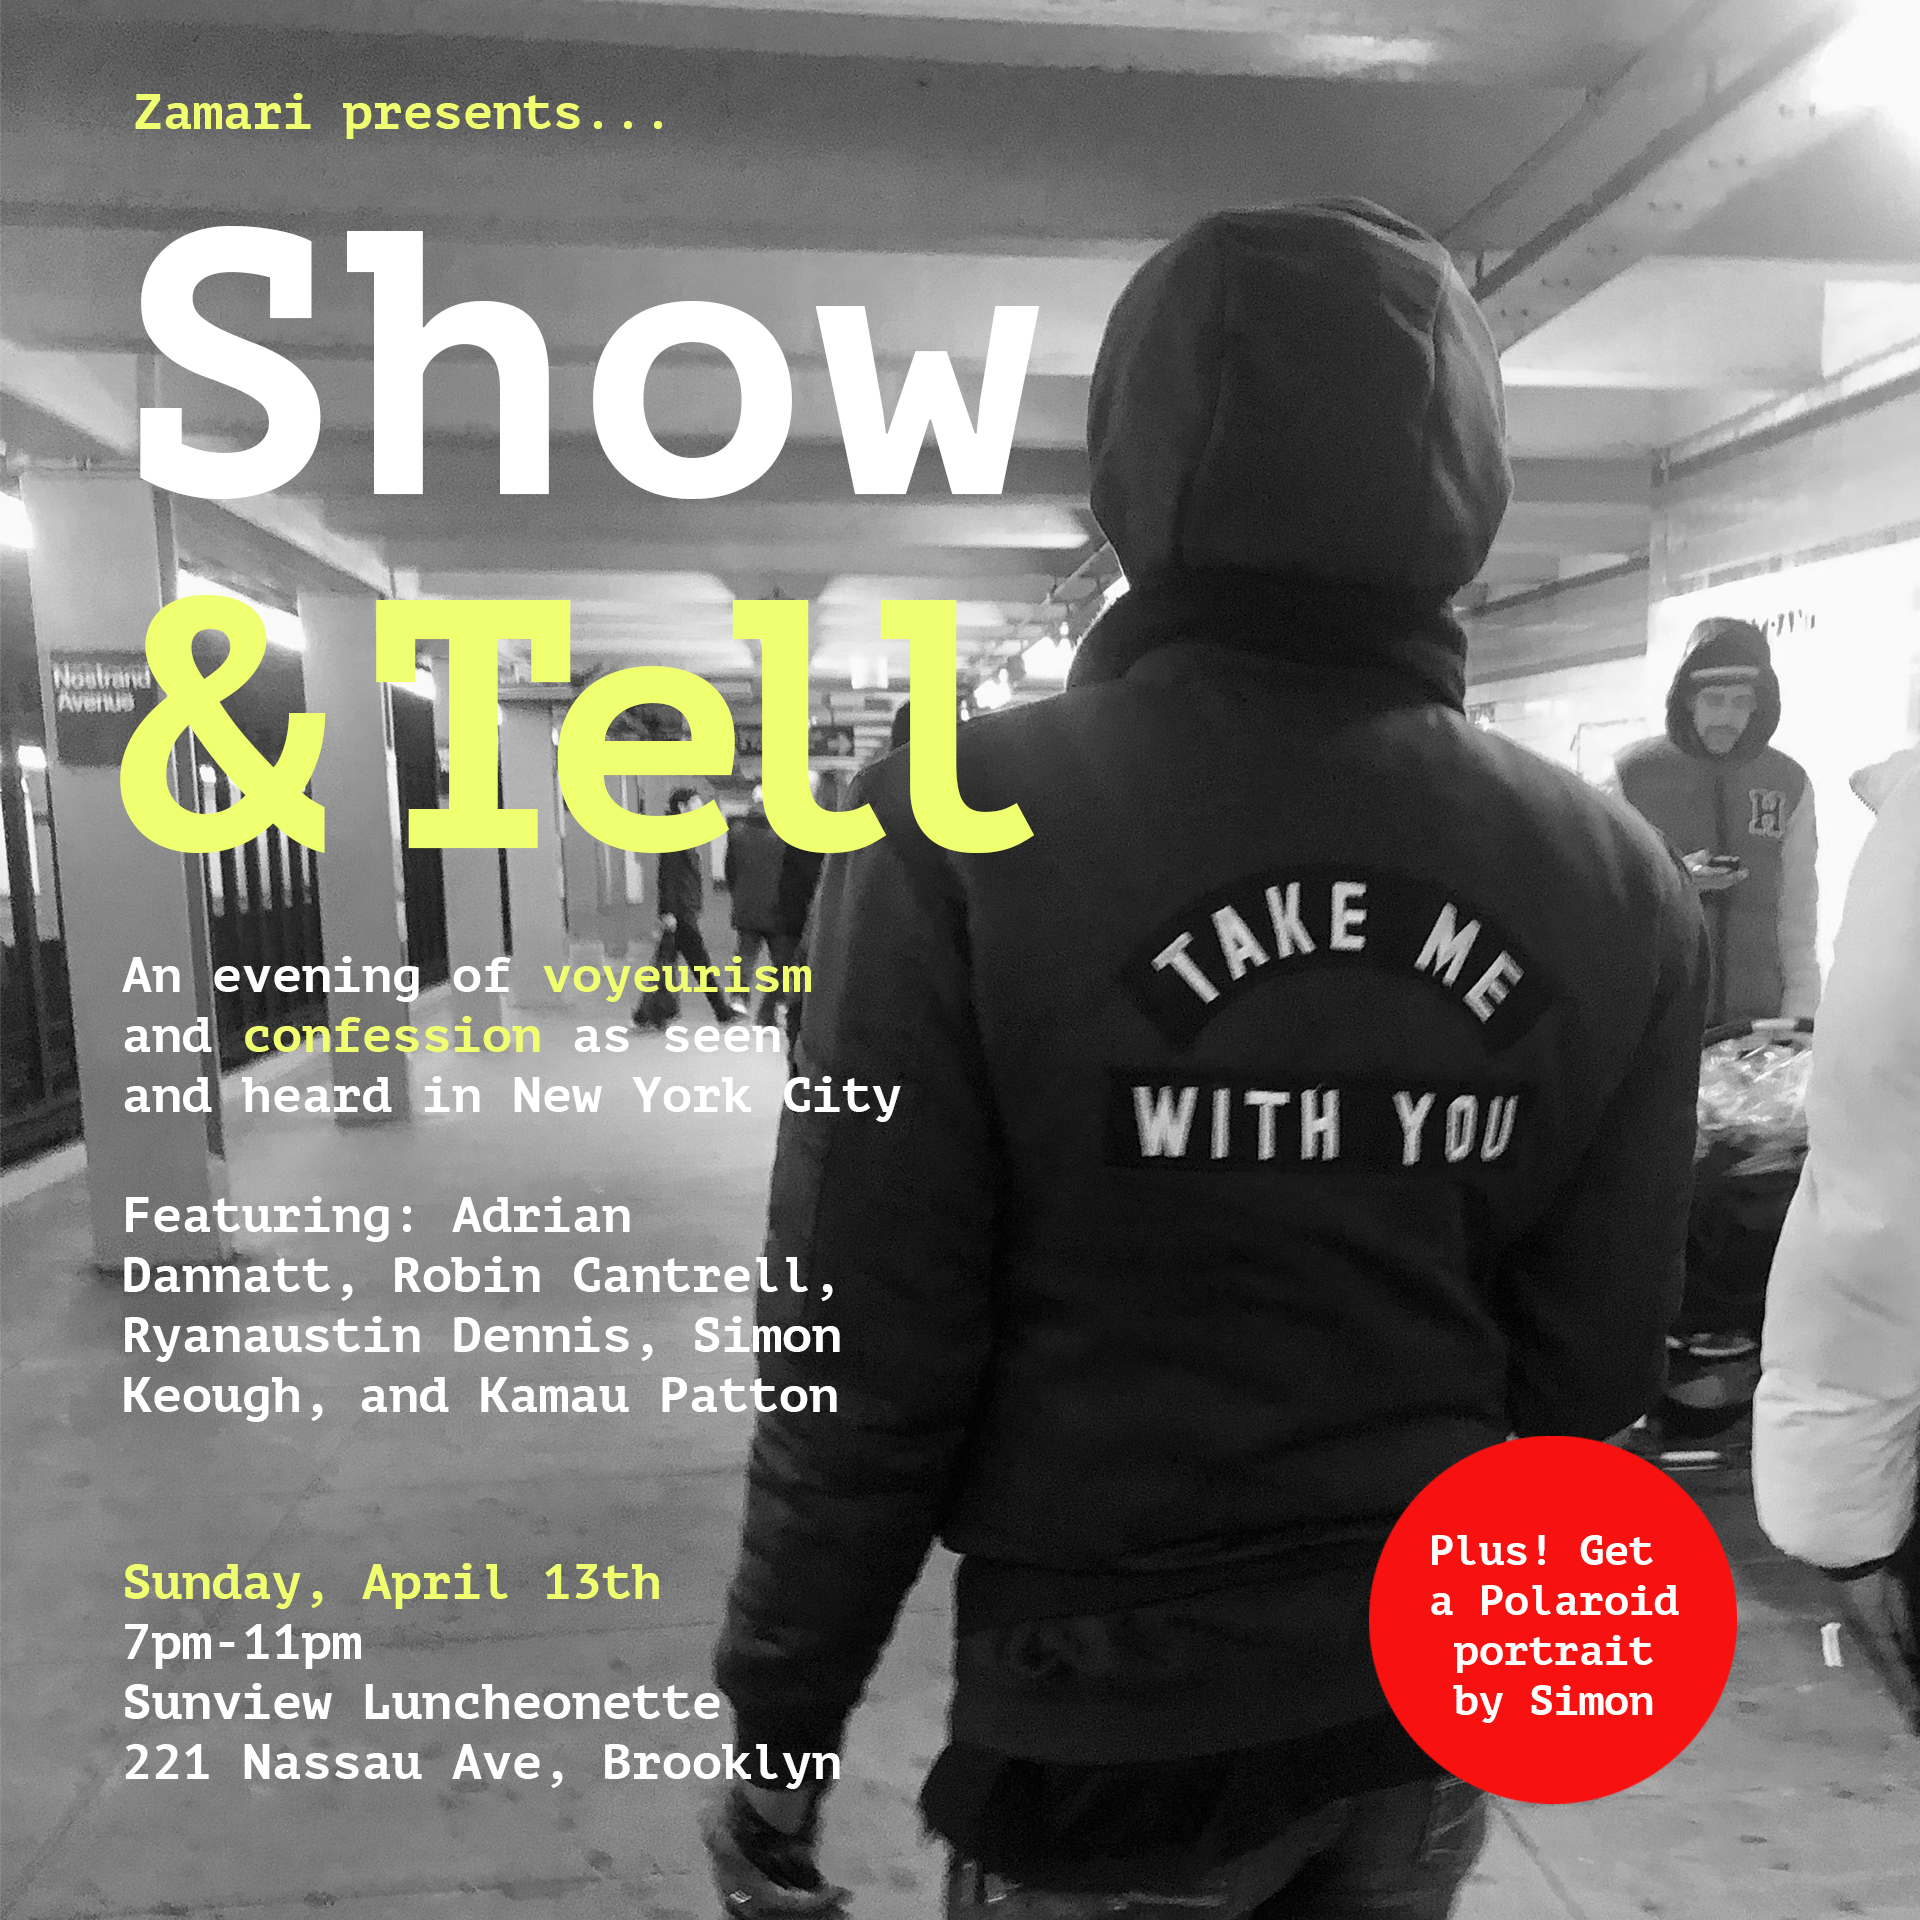 Zamari presents...
Show
& Tell
Nostrand
Avenue
An evening of voyeurism
and confession as seen
and heard in New York City
TAKE ME
WITH YOU
H
Featuring: Adrian
Dannatt, Robin Cantrell,
Ryanaustin Dennis, Simon
Keough, and Kamau Patton
Sunday, April 13th
7pm-11pm
Sunview Luncheonette
221 Nassau Ave, Brooklyn
Plus! Get
a Polaroid
portrait
by Simon